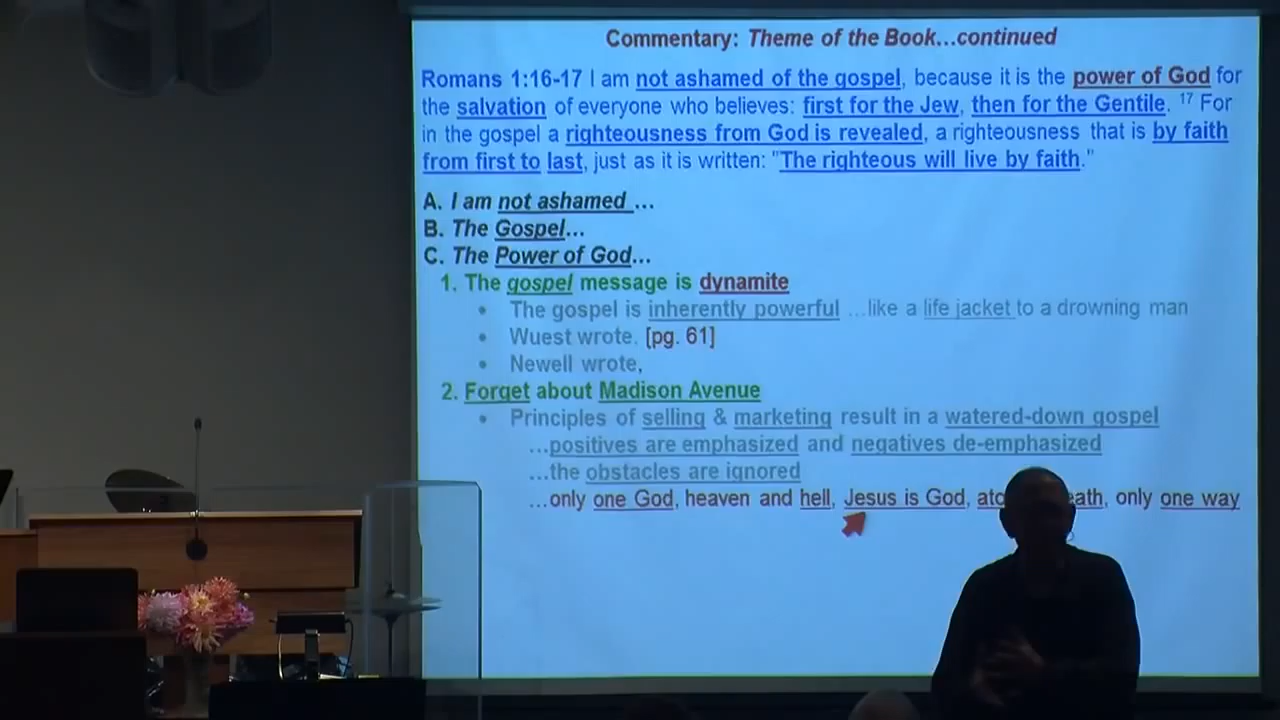 Commentary: Theme of the Book...continued
Romans 1:16-17 I am not ashamed of the gospel, because it is the power of God for
the salvation of everyone who believes: first for the Jew, then for the Gentile. 17 For
in the gospel a righteousness from God is revealed, a righteousness that is by faith
from first to last, just as it is written: "The righteous will live by faith."
A. I am not ashamed ...
B. The Gospel...
C. The Power of God...
1. The gospel message is dynamite
• The gospel is inherently powerful ...like a life jacket to a drowning man
• Wuest wrote. [pg. 61]
• Newell wrote,
2. Forget about Madison Avenue
• Principles of selling & marketing result in a watered-down gospel
...positives are emphasized and negatives de-emphasized
...the obstacles are ignored
...only one God, heaven and hell, Jesus is God, only one way